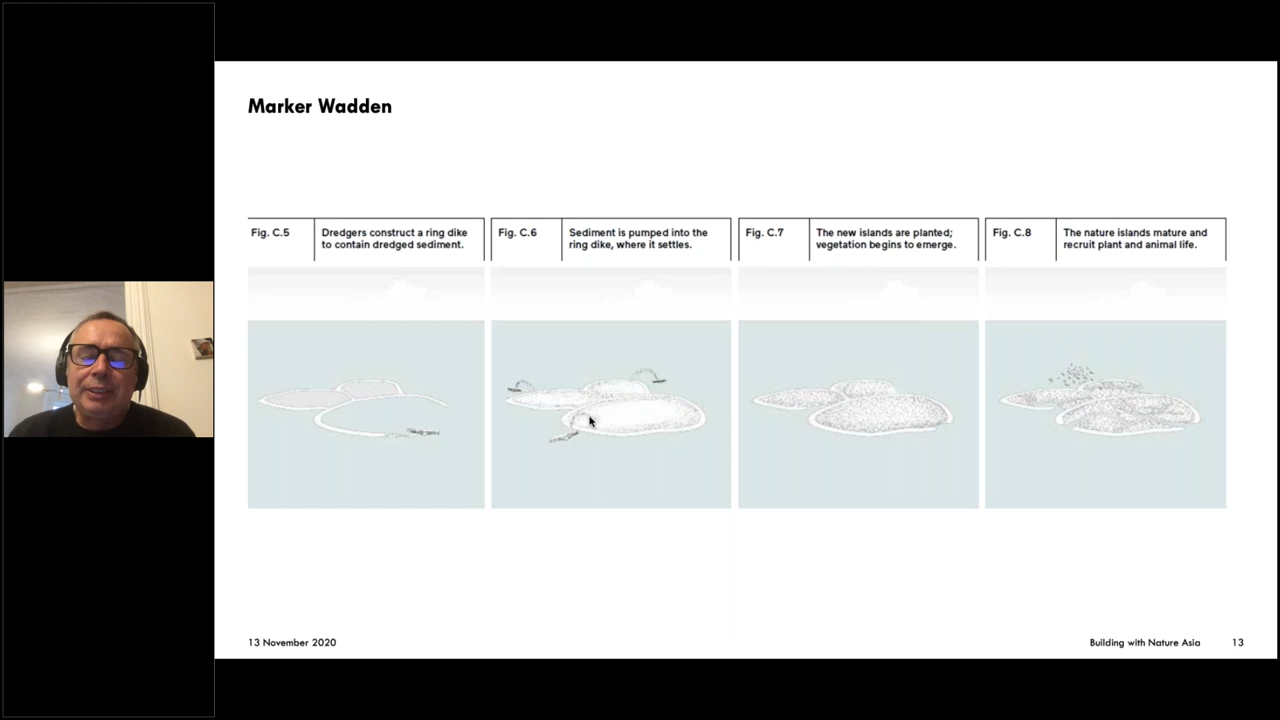 Marker Wadden
Fig. C.5
Dredgers construct a ring dike
to contain dredged sediment.
Fig. C.6
Sediment is pumped into the
ring dike, where it settles.
Fig. C.7
The new islands are planted;
vegetation begins to emerge.
Fig. C.8
The nature islands mature and
recruit plant and animal life.
13 November 2020
Building with Nature Asia
13